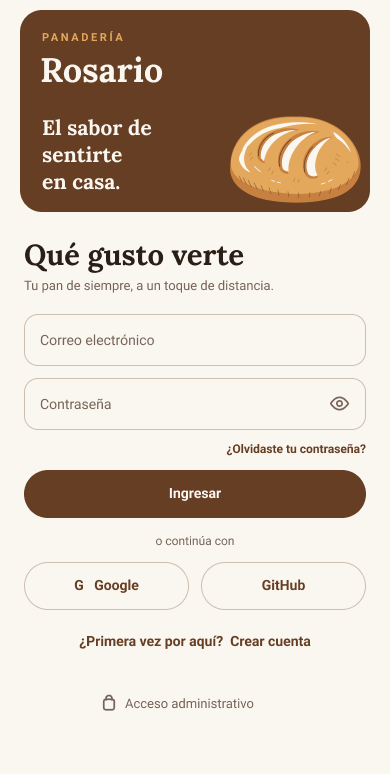 PANADERÍA
Rosario
El sabor de
sentirte
en casa.
Qué gusto verte
Tu pan de siempre, a un toque de distancia.
Correo electrónico
Contraseña
¿Olvidaste tu contraseña?
Ingresar
o continúa con
G Google
GitHub
¿Primera vez por aquí? Crear cuenta
Acceso administrativo